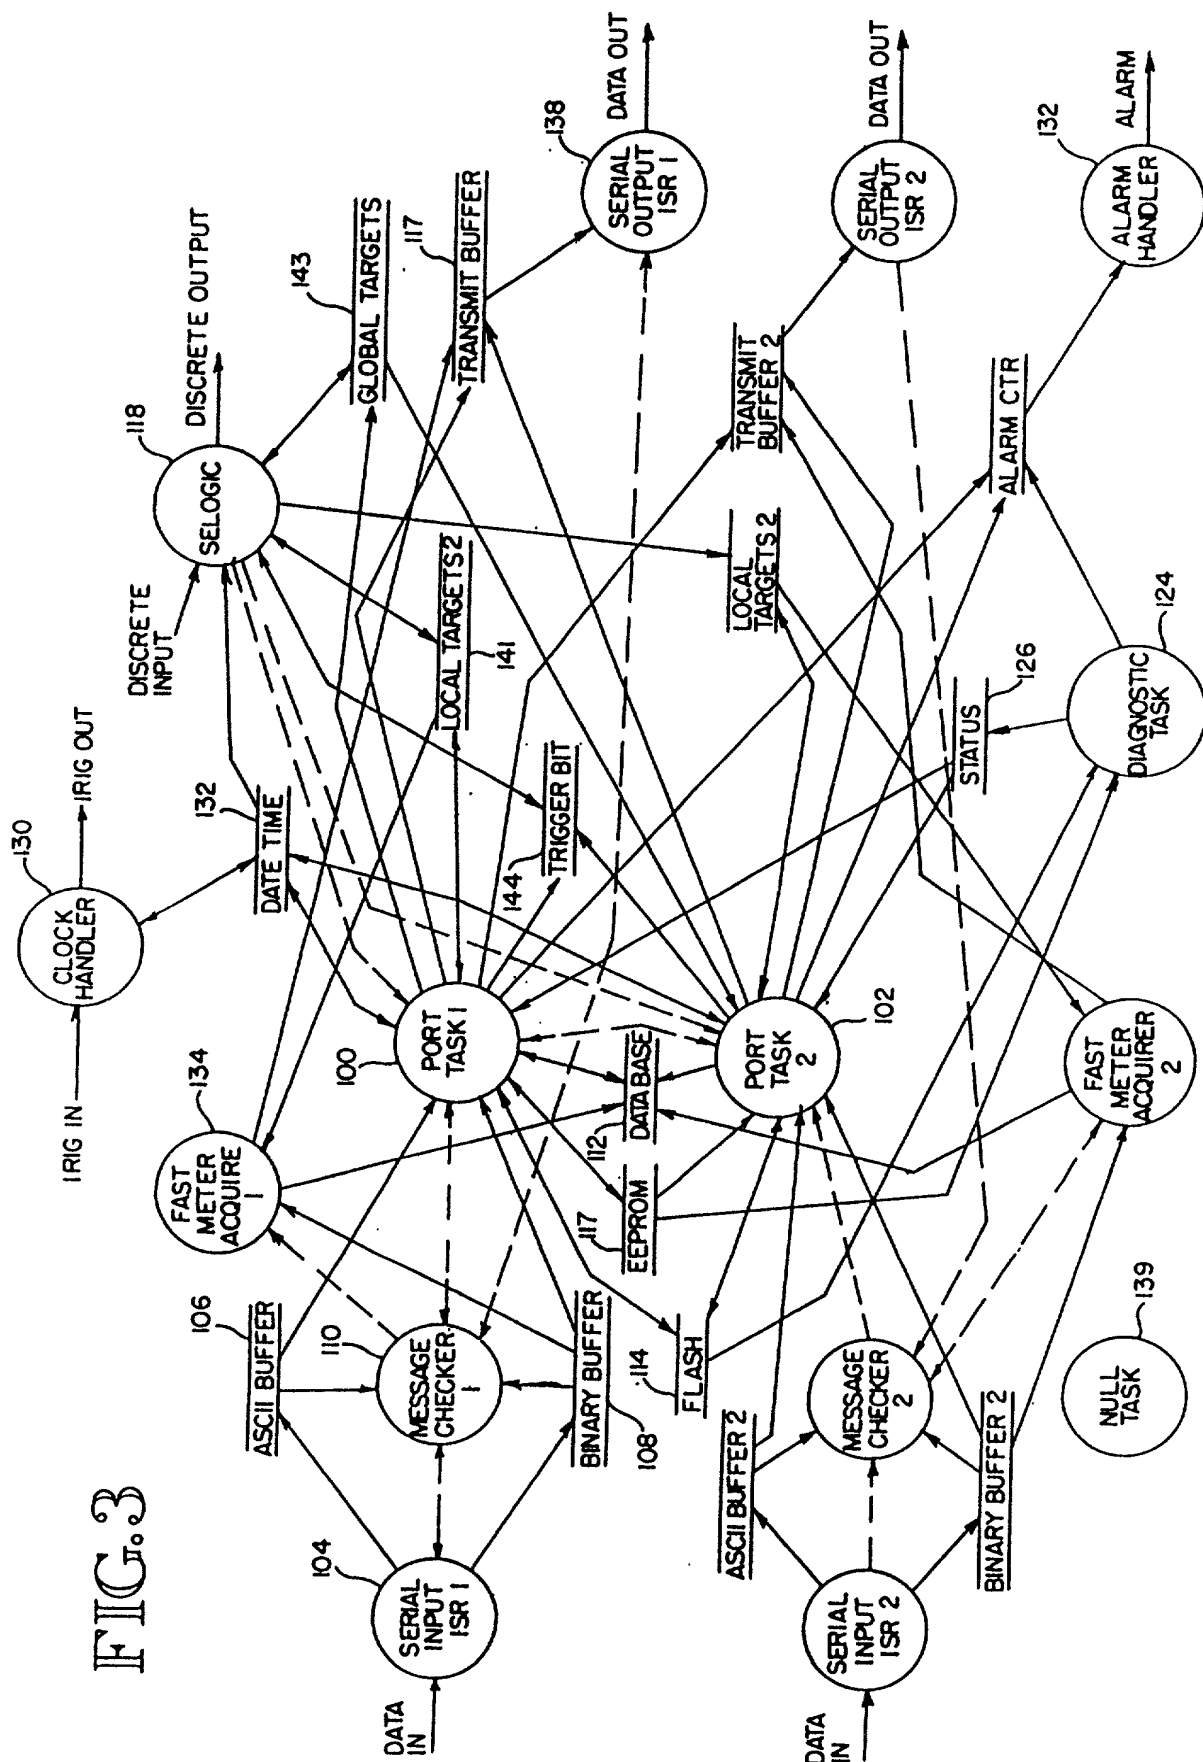 FIG.3
IRIG IN
CLOCK
HANDLER
130
IRIG OUT
DISCRETE
INPUT
SELOGIC
118
DISCRETE OUTPUT
DATE TIME
132
GLOBAL TARGETS
143
FAST
METER
ACQUIRE
1
134
LOCAL TARGETS 2
141
TRANSMIT BUFFER
117
ASCII BUFFER
106
TRIGGER BIT
144
DATA
IN
SERIAL
INPUT
ISR 1
104
MESSAGE
CHECKER
1
110
PORT
TASK 1
100
SERIAL
OUTPUT
ISR 1
138
DATA OUT
BINARY BUFFER
108
EEPROM
117
DATA BASE
112
FLASH
114
LOCAL
TARGETS 2
TRANSMIT
BUFFER 2
ASCII BUFFER 2
DATA
IN
SERIAL
INPUT
ISR 2
MESSAGE
CHECKER
2
PORT
TASK
2
102
SERIAL
OUTPUT
ISR 2
DATA OUT
BINARY BUFFER 2
STATUS
126
ALARM CTR
NULL
TASK
139
FAST
METER
ACQUIRER
2
DIAGNOSTIC
TASK
124
ALARM
HANDLER
132
ALARM